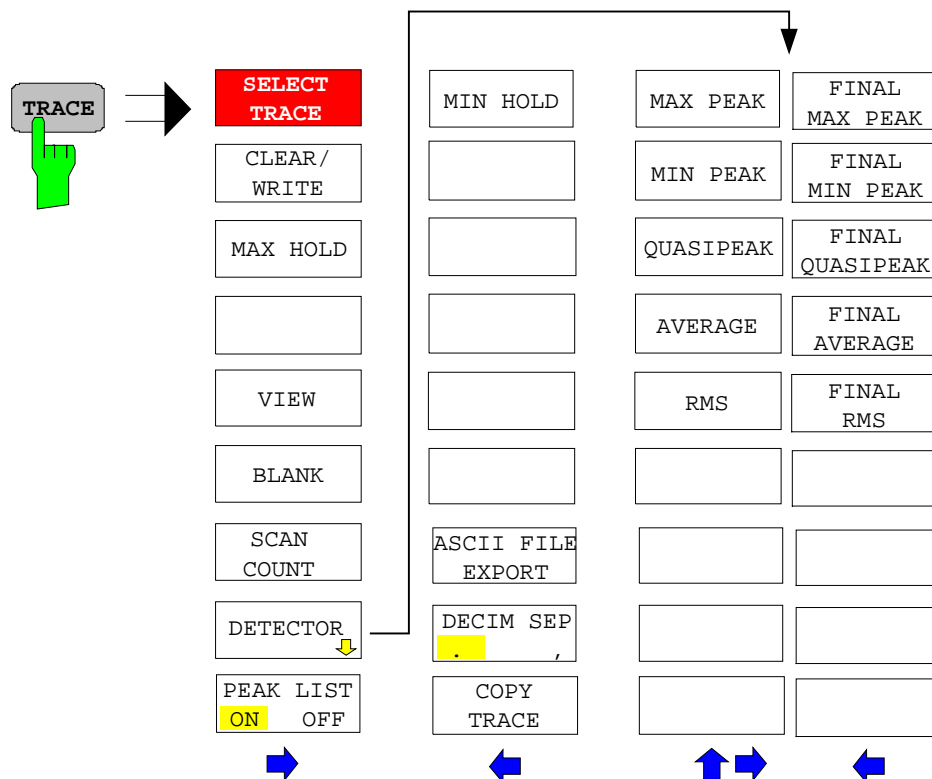 TRACE
SELECT
TRACE
CLEAR/
WRITE
MAX HOLD
VIEW
BLANK
SCAN
COUNT
DETECTOR
PEAK LIST
ON OFF
MIN HOLD
ASCII FILE
EXPORT
DECIM SEP
. ,
COPY
TRACE
MAX PEAK
MIN PEAK
QUASIPEAK
AVERAGE
RMS
FINAL
MAX PEAK
FINAL
MIN PEAK
FINAL
QUASIPEAK
FINAL
AVERAGE
FINAL
RMS